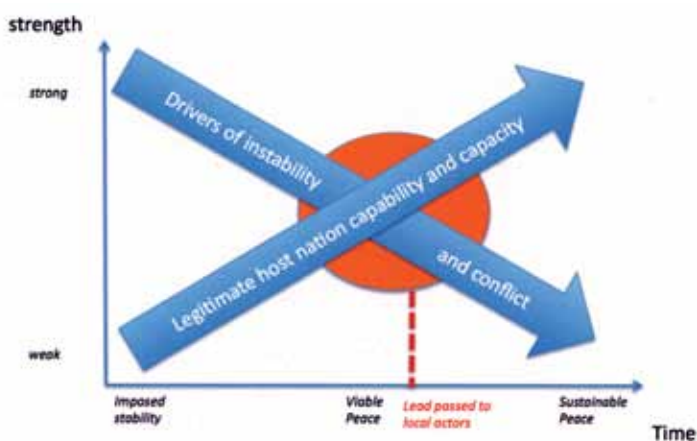 strength
strong
Drivers of instability
and conflict
Legitimate host nation capability and capacity
weak
Imposed
stability
Viable
Peace
Lead passed to
local actors
Sustainable
Peace
Time